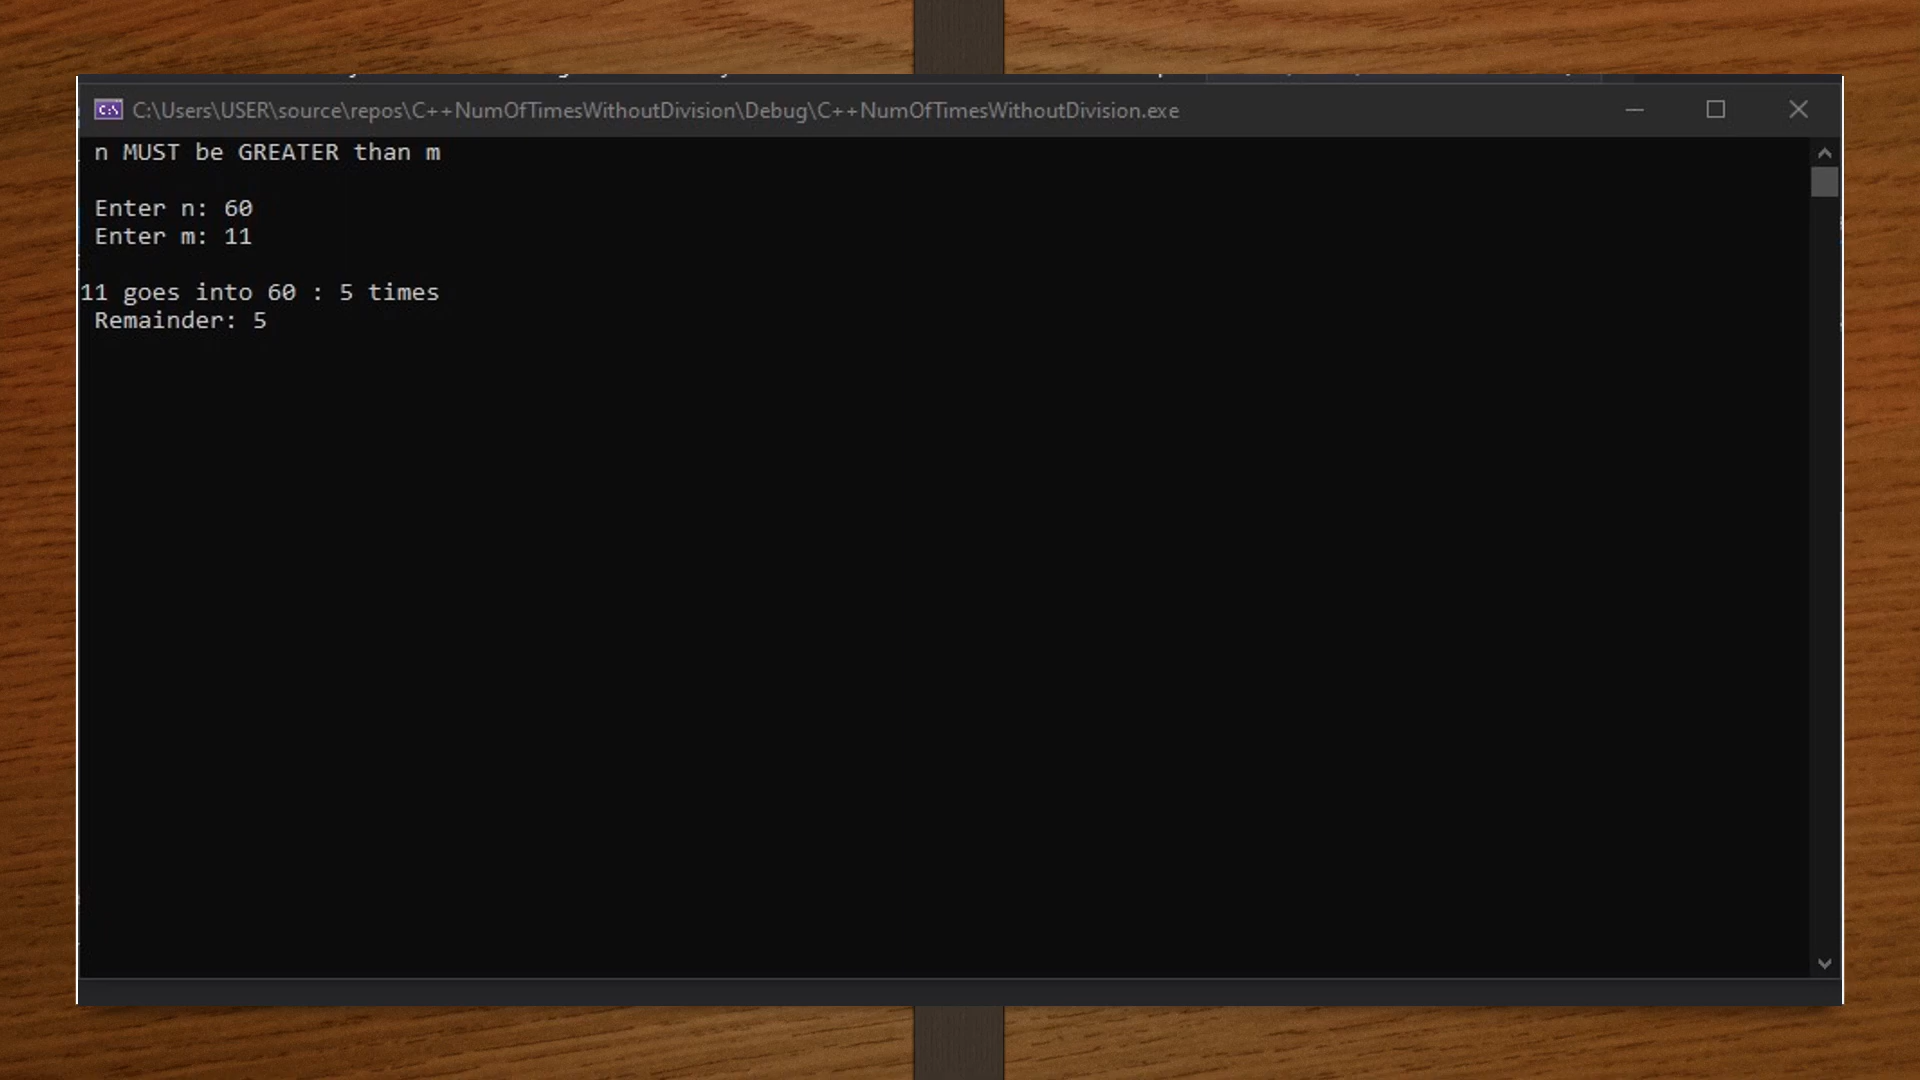 C:\Users\USER\source\repos\C++NumOfTimesWithoutDivision\Debug\C++NumOfTimesWithoutDivision.exe
n MUST be GREATER than m
Enter n: 60
Enter m: 11
11 goes into 60 : 5 times
Remainder: 5